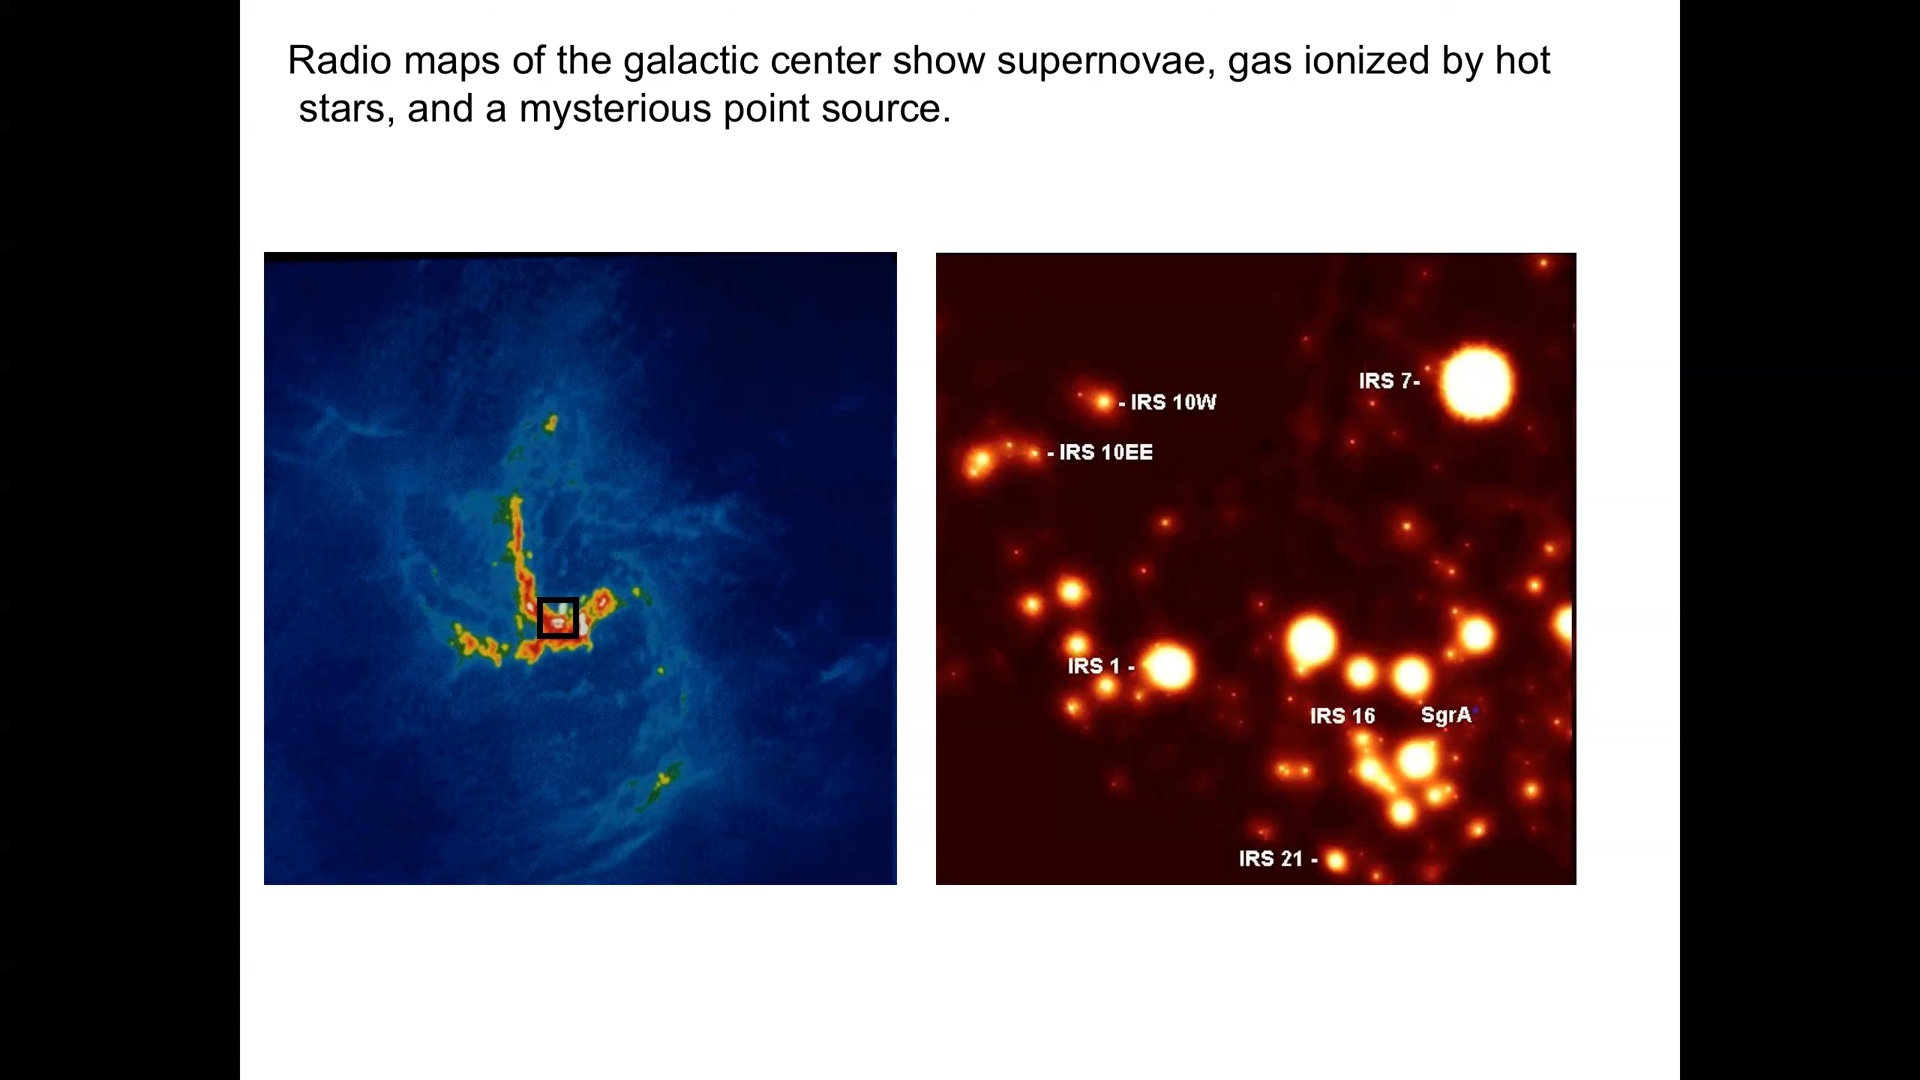 Radio maps of the galactic center show supernovae, gas ionized by hot
stars, and a mysterious point source.
IRS 7-
- IRS 10W
- IRS 10EE
IRS 1 -
IRS 16
SgrA*
IRS 21 -